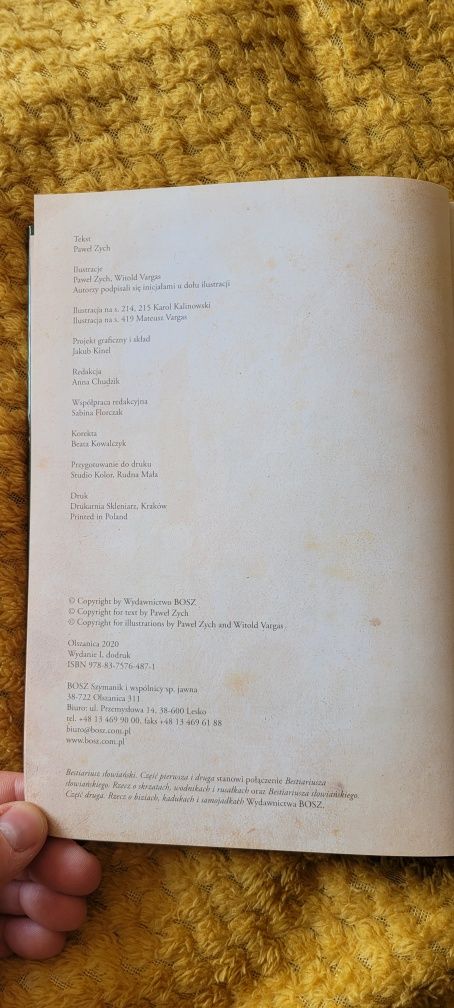 Tekst
Paweł Zych
Ilustracje
Paweł Zych, Witold Vargas
Autorzy podpisali się inicjałami u dołu ilustracji
Ilustracja na s. 214, 215 Karol Kalinowski
Ilustracja na s. 419 Mateusz Vargas
Projekt graficzny i skład
Jakub Kinel
Redakcja
Anna Chudzik
Współpraca redakcyjna
Sabina Florczak
Korekta
Beata Kowalczyk
Przygotowanie do druku
Studio Kolor, Rudna Mała
Druk
Drukarnia Skleniarz, Kraków
Printed in Poland
© Copyright by Wydawnictwo BOSZ
© Copyright for text by Paweł Zych
© Copyright for illustrations by Paweł Zych and Witold Vargas
Olszanica 2020
Wydanie I, dodruk
ISBN 978-83-7576-487-1
BOSZ Szymanik i wspólnicy sp. jawna
38-722 Olszanica 311
Biuro: ul. Przemysłowa 14, 38-600 Lesko
tel. +48 13 469 90 00, faks +48 13 469 61 88
biuro@bosz.com.pl
www.bosz.com.pl
Bestiariusz słowiański. Część pierwsza i druga stanowi połączenie Bestiariusza
słowiańskiego. Rzecz o skrzatach, wodnikach i rusałkach oraz Bestiariusza słowiańskiego.
Część druga. Rzecz o biziach, kadukach i samojadkach Wydawnictwa BOSZ.